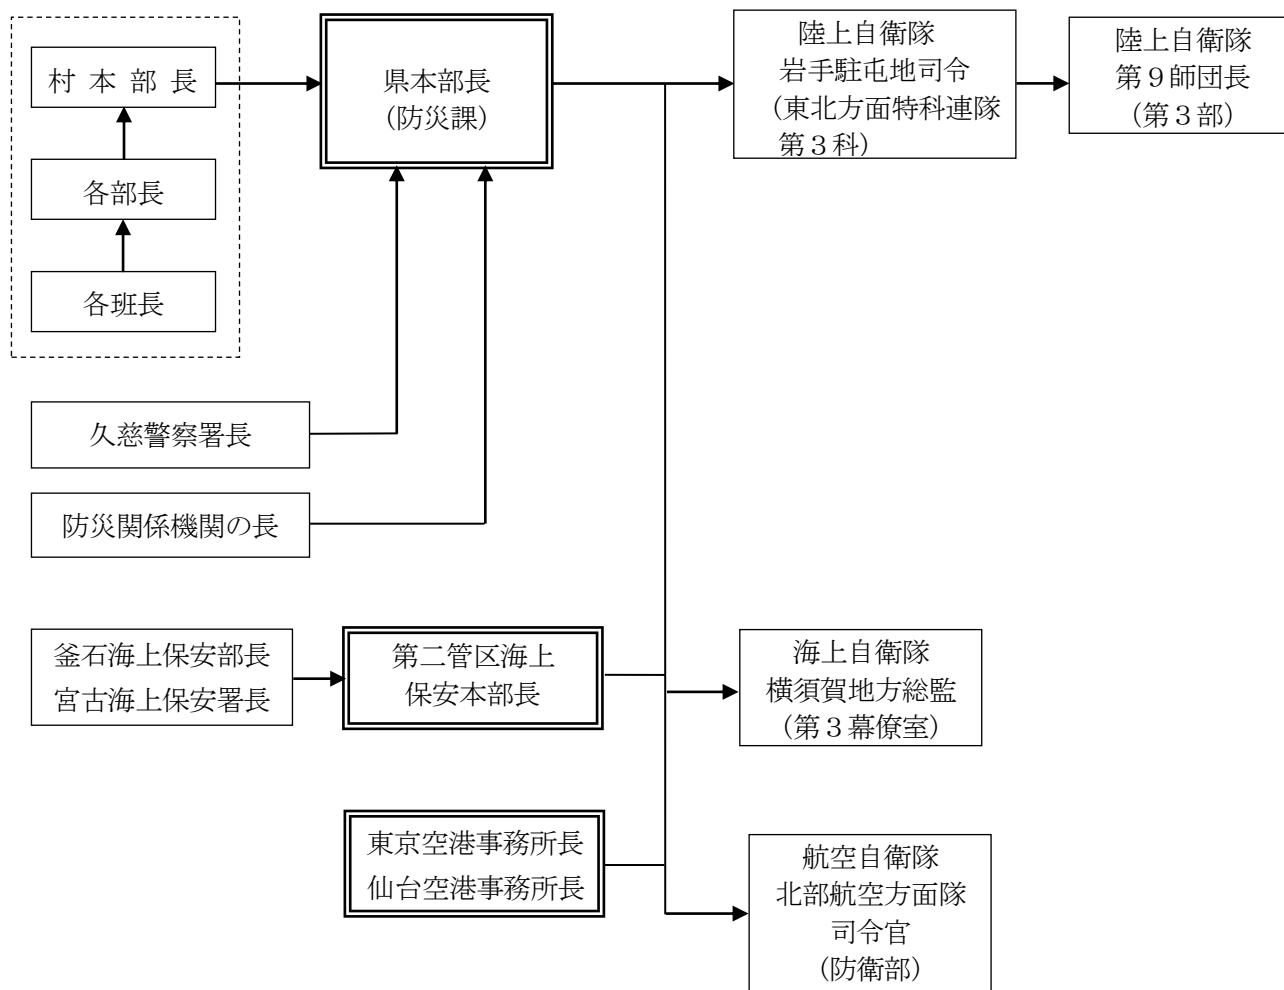 村 本 部 長
各部長
各班長
県本部長
(防災課)
陸上自衛隊
岩手駐屯地司令
(東北方面特科連隊
第3科)
陸上自衛隊
第9師団長
(第3部)
久慈警察署長
防災関係機関の長
釜石海上保安部長
宮古海上保安署長
第二管区海上
保安本部長
海上自衛隊
横須賀地方総監
(第3幕僚室)
東京空港事務所長
仙台空港事務所長
航空自衛隊
北部航空方面隊
司令官
(防衛部)